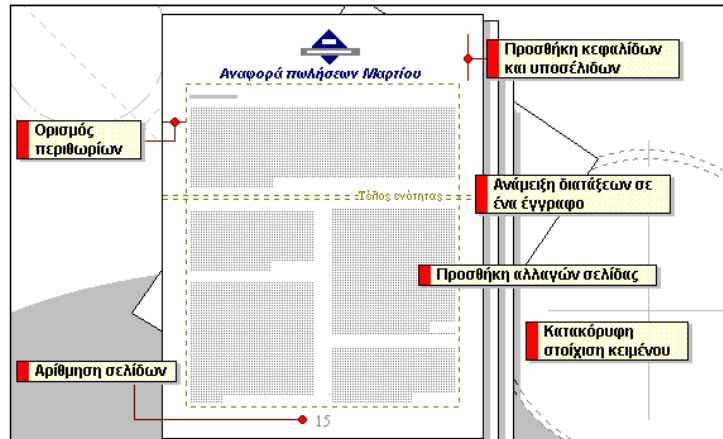 Προσθήκη κεφαλίδων
και υποσέλιδων
Αναφορά πωλήσεων Μαρτίου
Ορισμός
περιθωρίων
Ανάμειξη διατάξεων σε
ένα έγγραφο
Τέλος ενότητας
Προσθήκη αλλαγών σελίδας
Κατακόρυφη
στοίχιση κειμένου
Αρίθμηση σελίδων
15